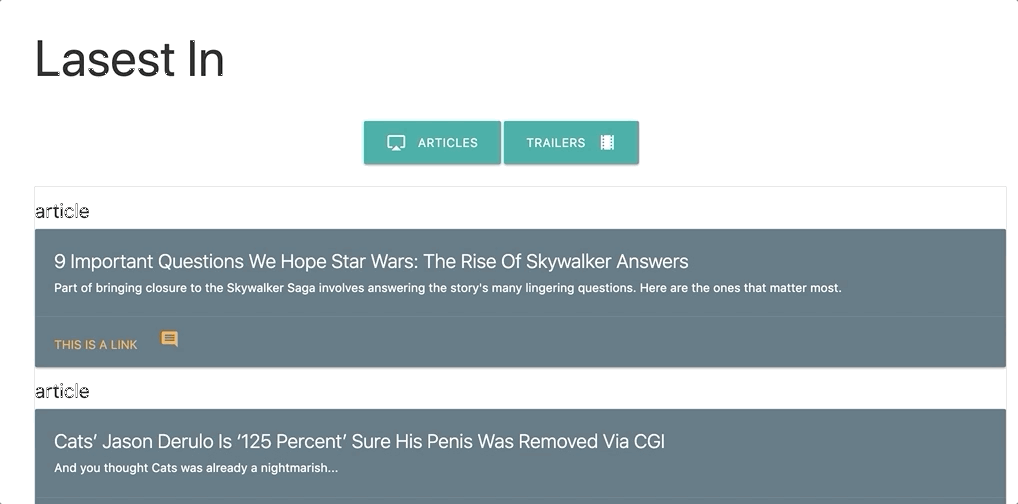 Lasest In
ARTICLES TRAILERS
article
9 Important Questions We Hope Star Wars: The Rise Of Skywalker Answers
Part of bringing closure to the Skywalker Saga involves answering the story's many lingering questions. Here are the ones that matter most.
THIS IS A LINK
article
Cats’ Jason Derulo Is ‘125 Percent’ Sure His Penis Was Removed Via CGI
And you thought Cats was already a nightmarish...